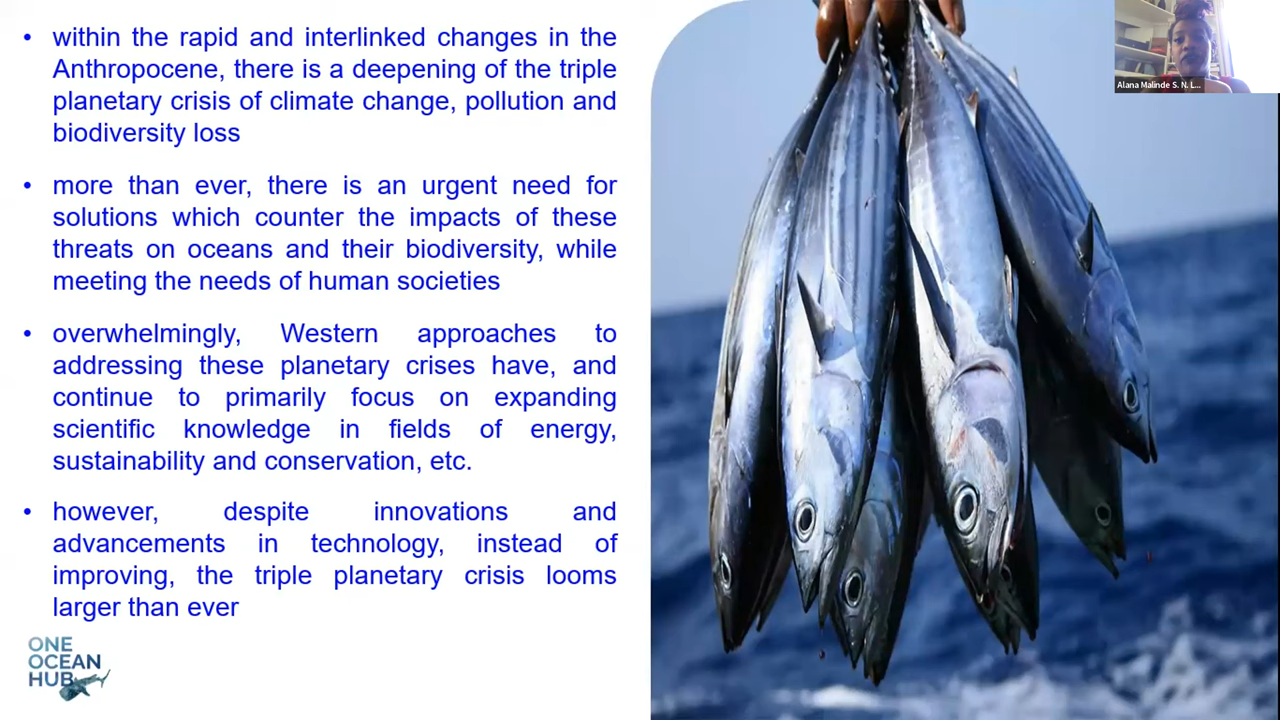 • within the rapid and interlinked changes in the
Anthropocene, there is a deepening of the triple
planetary crisis of climate change, pollution and
biodiversity loss
• more than ever, there is an urgent need for
solutions which counter the impacts of these
threats on oceans and their biodiversity, while
meeting the needs of human societies
• overwhelmingly, Western approaches to
addressing these planetary crises have, and
continue to primarily focus on expanding
scientific knowledge in fields of energy,
sustainability and conservation, etc.
• however, despite innovations and
advancements in technology, instead of
improving, the triple planetary crisis looms
larger than ever
ONE
OCEAN
HUB
Alana Malinde S. N. L...